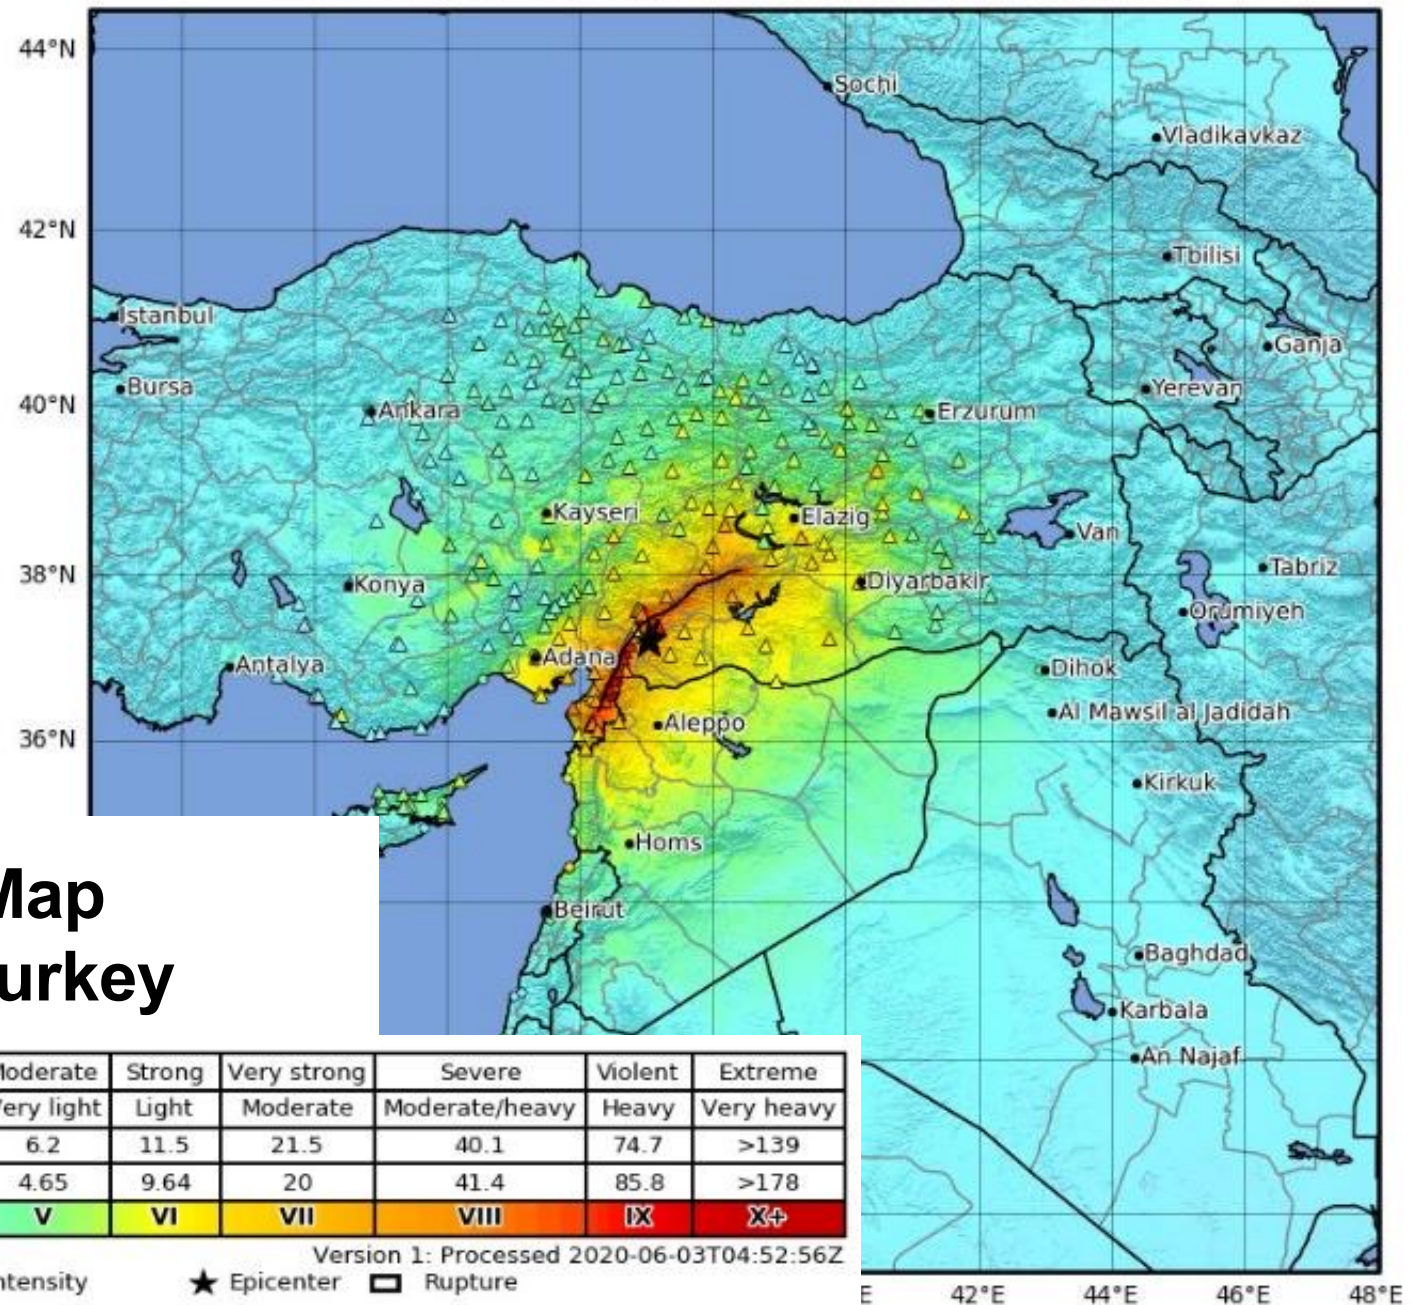 44°N
Sochi
Vladikavkaz
42°N
Tbilisi
Istanbul
Ganja
Bursa
Yerevan
40°N
Ankara
Erzurum
Kayseri
Elazig
Van
38°N
Tabriz
Konya
Diyarbakir
Orumiyeh
Adana
Antalya
Dihok
Al Mawsil al Jadidah
Aleppo
36°N
Kirkuk
Homs
Map
Beirut
Baghdad
urkey
Karbala
An Najaf
Moderate Strong Very strong Severe Violent Extreme
Very light Light Moderate Moderate/heavy Heavy Very heavy
6.2 11.5 21.5 40.1 74.7 >139
4.65 9.64 20 41.4 85.8 >178
V VI VII VIII IX X+
Version 1: Processed 2020-06-03T04:52:56Z
ntensity ★ Epicenter Rupture
E 42°E 44°E 46°E 48°E